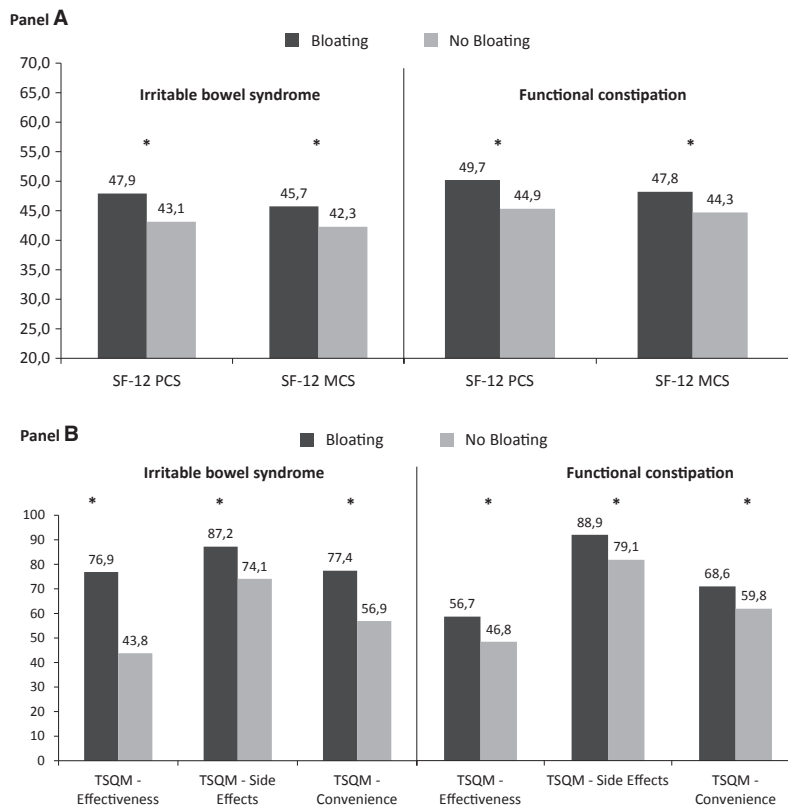 Panel A
Bloating No Bloating
70,0
65,0
60,0
55,0
50,0
45,0
40,0
35,0
30,0
25,0
20,0
Irritable bowel syndrome Functional constipation
* * * *
47,9 43,1 45,7 42,3 49,7 44,9 47,8 44,3
SF-12 PCS SF-12 MCS SF-12 PCS SF-12 MCS
Panel B
Bloating No Bloating
Irritable bowel syndrome Functional constipation
* * * * * *
100
90
80
70
60
50
40
30
20
10
0
76,9 43,8 87,2 74,1 77,4 56,9 56,7 46,8 88,9 79,1 68,6 59,8
TSQM - TSQM - Side TSQM - TSQM - TSQM - Side Effects TSQM -
Effectiveness Effects Convenience Effectiveness Convenience